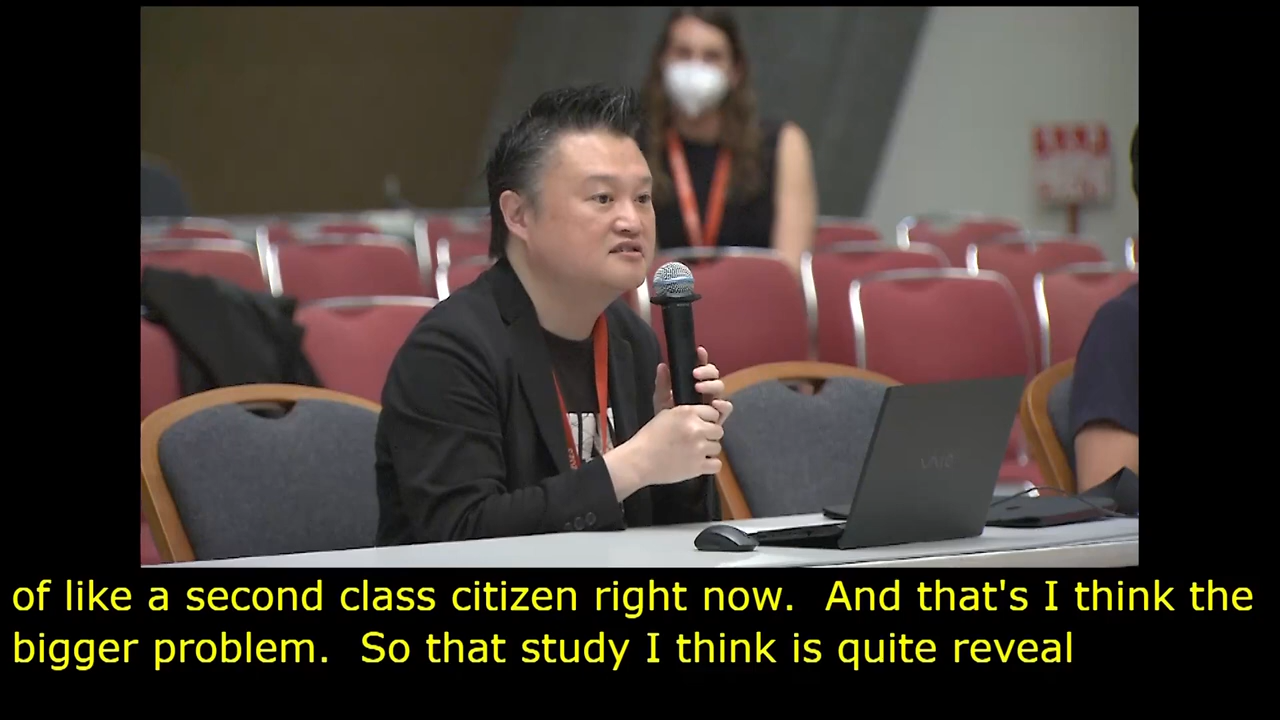 VAIO
of like a second class citizen right now.  And that's I think the
bigger problem.  So that study I think is quite reveal